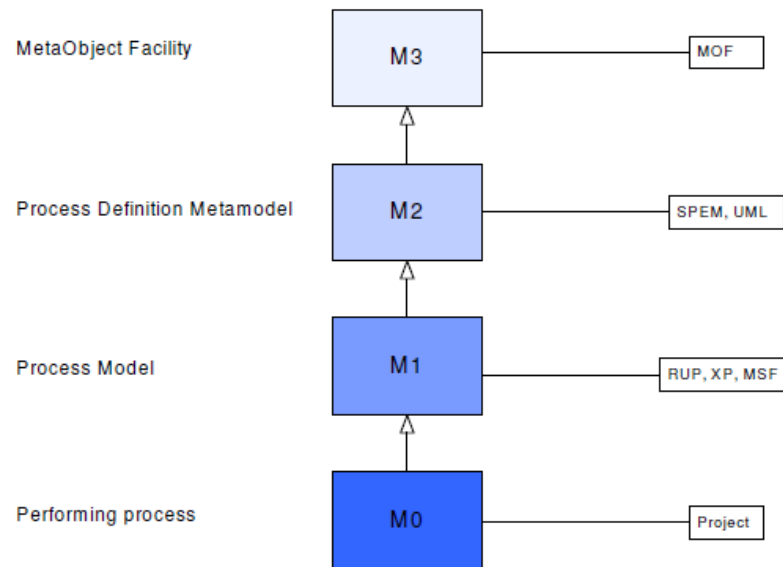 MetaObject Facility
M3
MOF
Process Definition Metamodel
M2
SPEM, UML
Process Model
M1
RUP, XP, MSF
Performing process
M0
Project